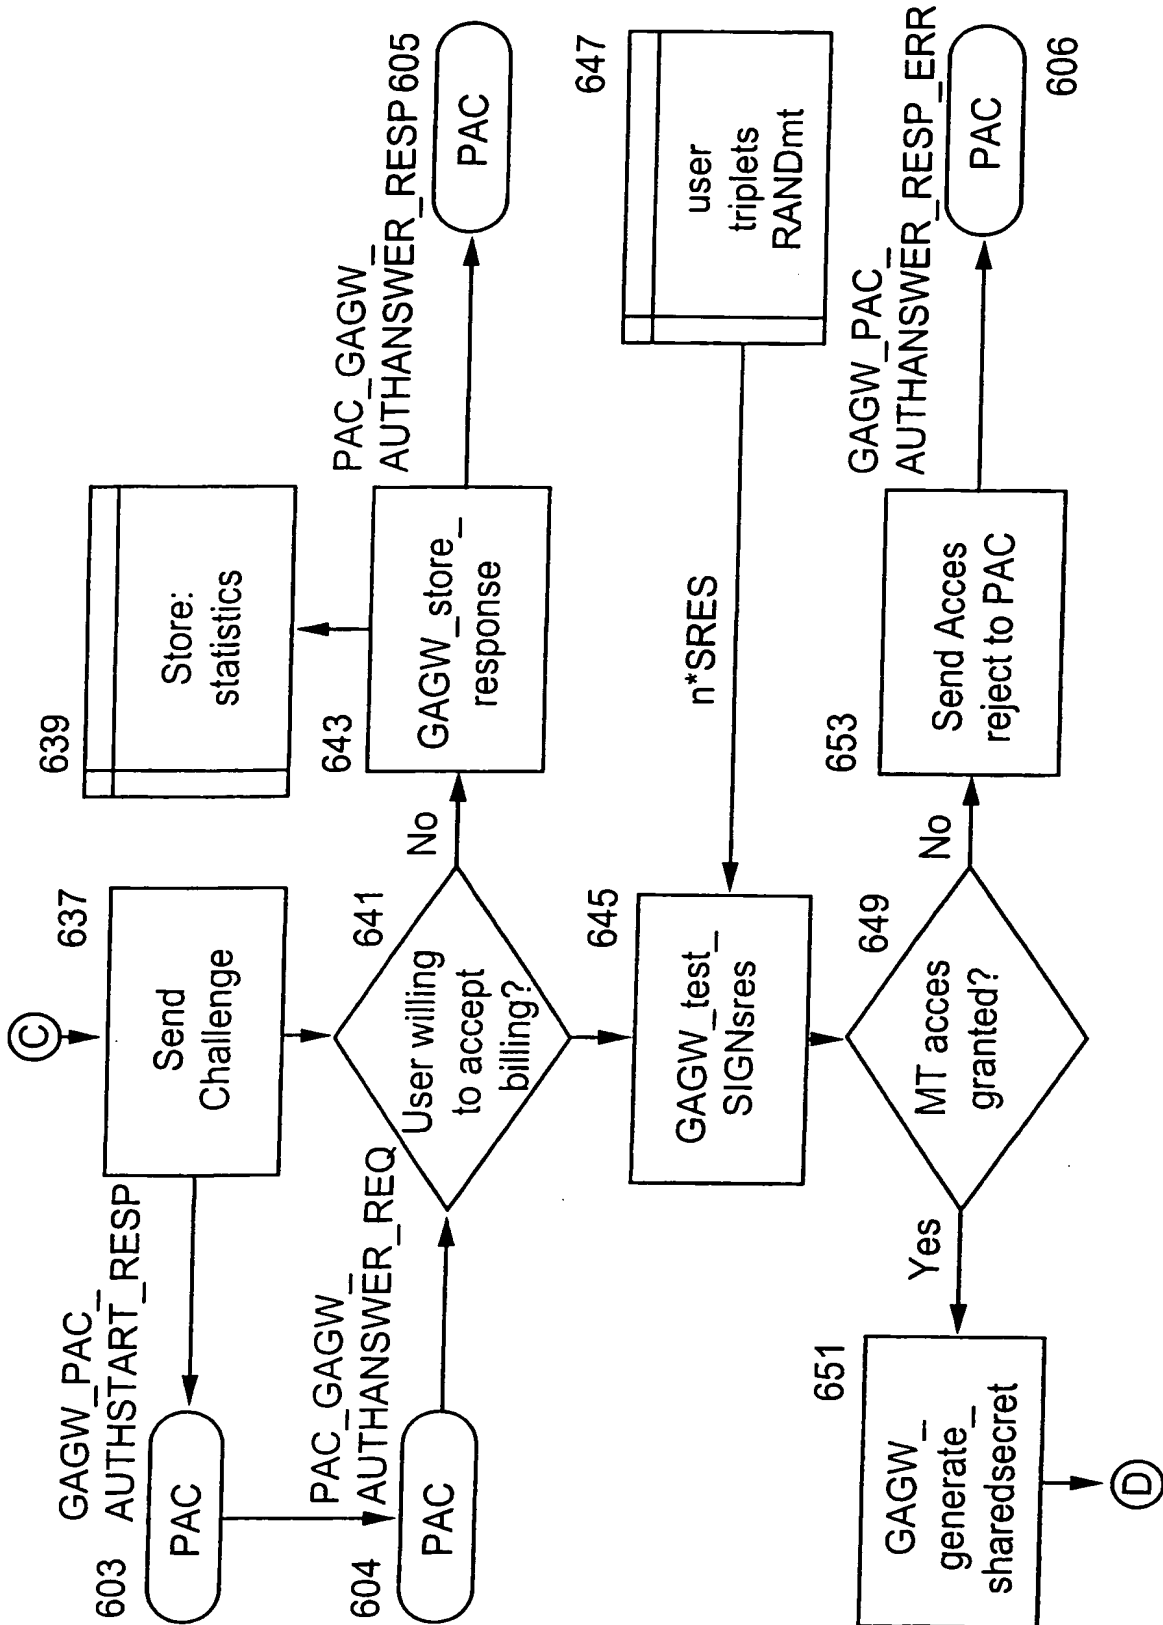 C
637
Send
Challenge
GAGW_PAC_
AUTHSTART_RESP
603
PAC
604
PAC
PAC_GAGW_
AUTHANSWER_REQ
641
User willing
to accept
billing?
No
639
Store:
statistics
643
GAGW_store_
response
PAC_GAGW_
AUTHANSWER_RESP
605
PAC
645
GAGW_test_
SIGNsres
n*SRES
647
user
triplets
RANDmt
649
MT acces
granted?
No
653
Send Acces
reject to PAC
GAGW_PAC
AUTHANSWER_RESP_ERR
606
PAC
Yes
651
GAGW_
generate_
sharedsecret
D